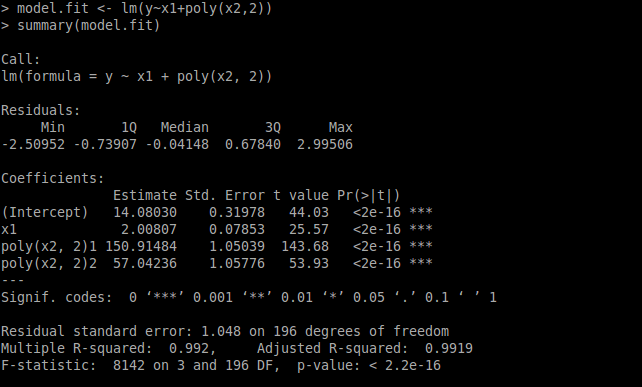 > model.fit <- lm(y~x1+poly(x2,2))
> summary(model.fit)
Call:
lm(formula = y ~ x1 + poly(x2, 2))
Residuals:
     Min       1Q   Median       3Q      Max
-2.50952 -0.73907 -0.04148  0.67840  2.99506
Coefficients:
              Estimate Std. Error t value Pr(>|t|)
(Intercept)   14.08030    0.31978   44.03   <2e-16 ***
x1             2.00807    0.07853   25.57   <2e-16 ***
poly(x2, 2)1 150.91484    1.05039  143.68   <2e-16 ***
poly(x2, 2)2  57.04236    1.05776   53.93   <2e-16 ***
---
Signif. codes:  0 ‘***’ 0.001 ‘**’ 0.01 ‘*’ 0.05 ‘.’ 0.1 ‘ ’ 1
Residual standard error: 1.048 on 196 degrees of freedom
Multiple R-squared:  0.992,     Adjusted R-squared:  0.9919
F-statistic:  8142 on 3 and 196 DF,  p-value: < 2.2e-16